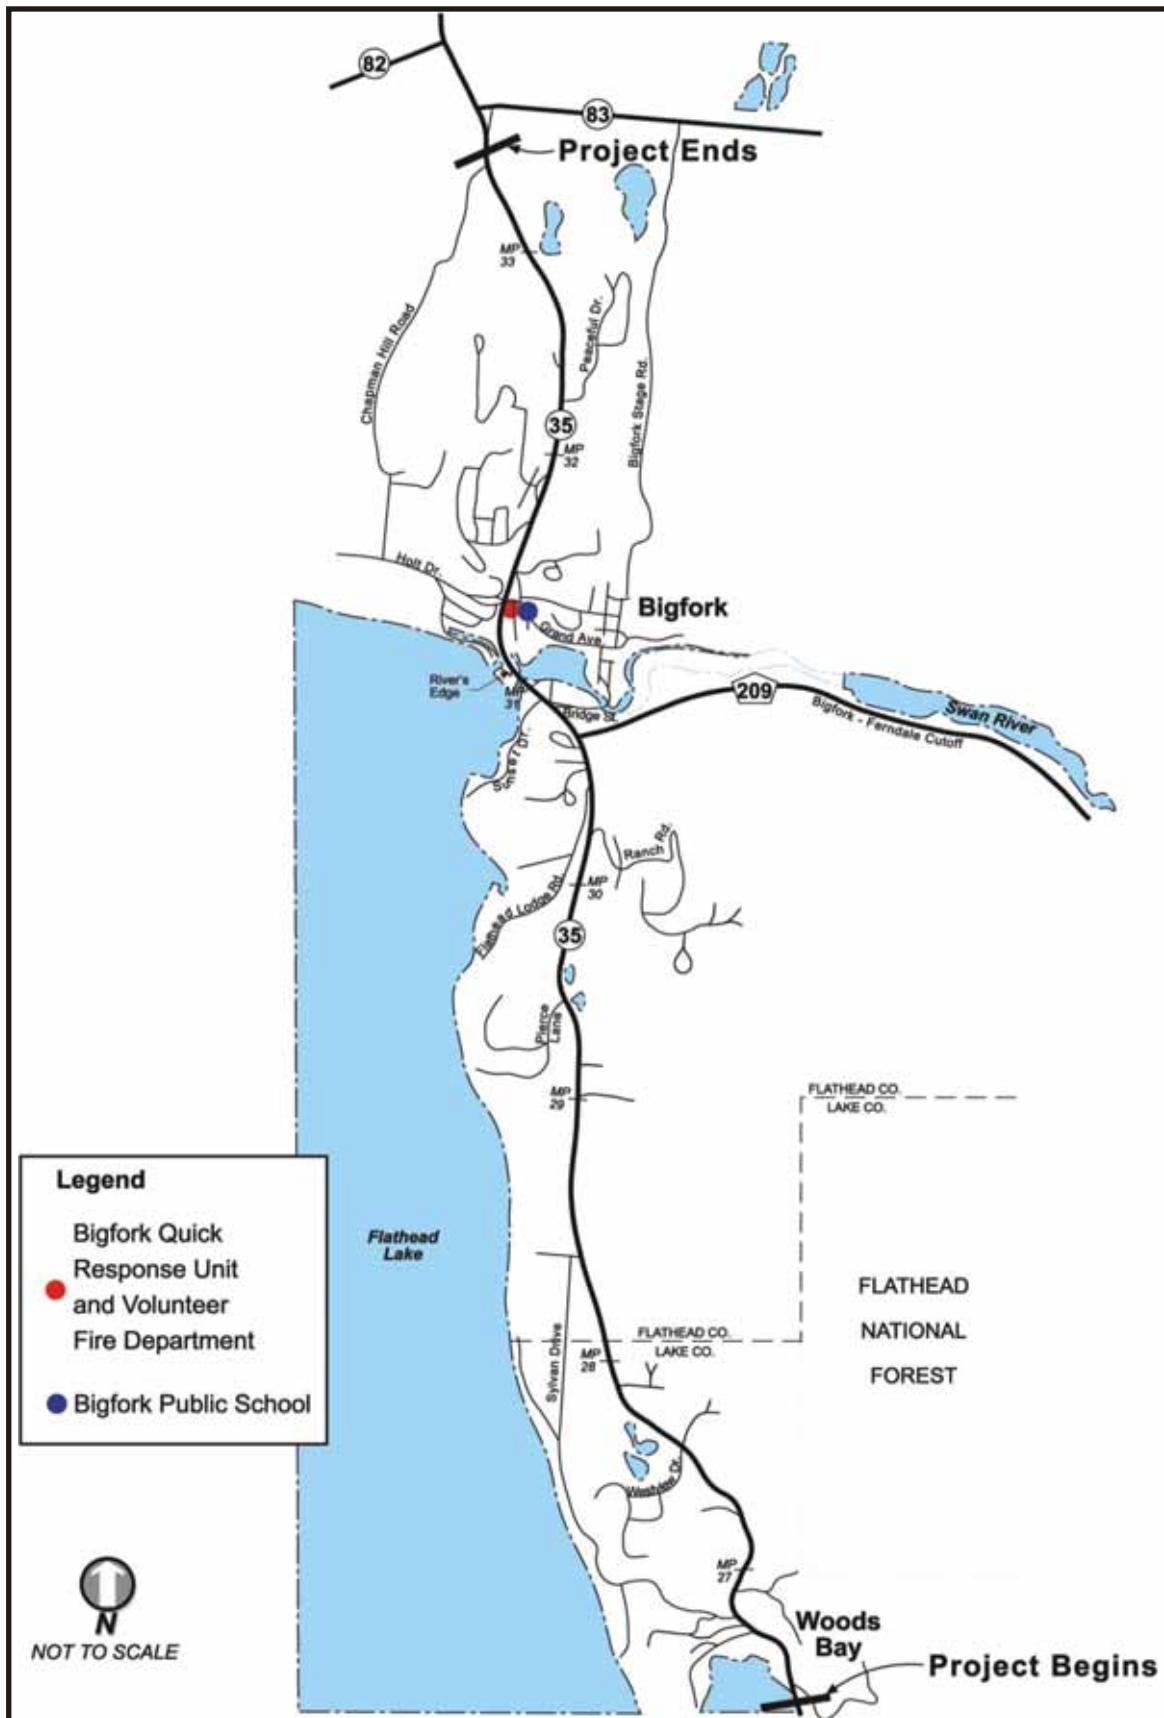 82
83
Project Ends
MP
33
Chapman Hill Road
Peaceful Dr.
Bigfork Stage Rd.
35
MP
32
Holt Dr.
Bigfork
Grand Ave.
River's
Edge
MP
31
Bridge St.
209
Swan River
Bigfork - Ferndale Cutoff
Sunset Dr.
Ranch Rd.
MP
30
Flathead Lodge Rd.
35
Pierce
Lane
MP
29
FLATHEAD CO.
LAKE CO.
Legend
Bigfork Quick
Response Unit
and Volunteer
Fire Department
Bigfork Public School
Flathead
Lake
FLATHEAD
NATIONAL
FOREST
FLATHEAD CO.
LAKE CO.
Sylvan Drive
MP
28
Westview Dr.
MP
27
N
NOT TO SCALE
Woods
Bay
Project Begins